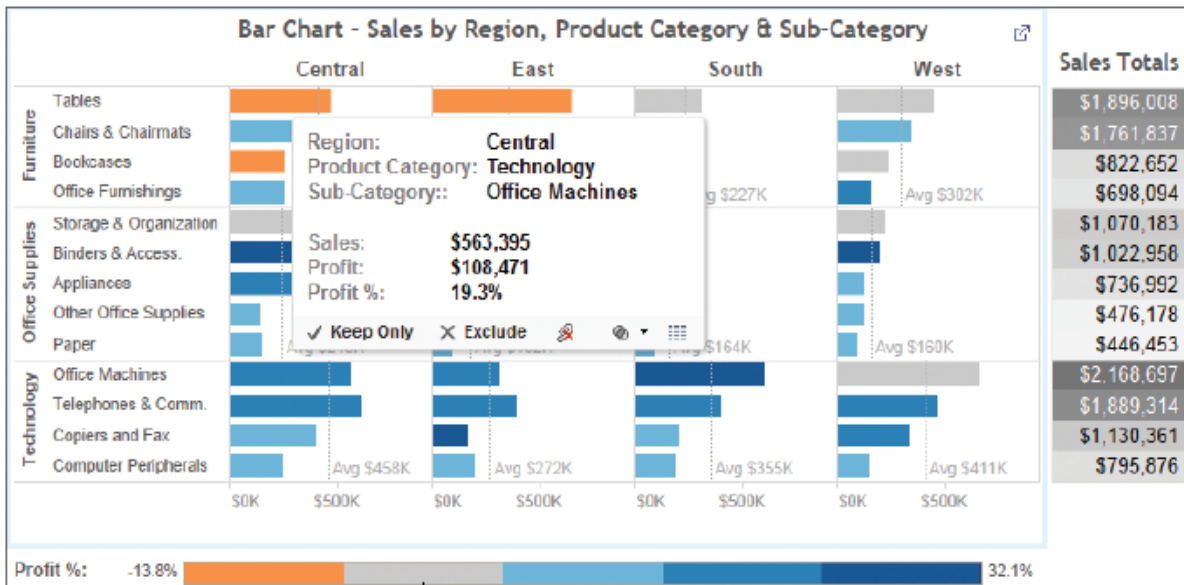 Bar Chart - Sales by Region, Product Category & Sub-Category
Central East South West Sales Totals
Furniture
Tables $1,896,008
Chairs & Chairmats $1,761,837
Bookcases $822,652
Office Furnishings $698,094
Avg $302K
$227K
Office Supplies
Storage & Organization $1,070,183
Binders & Access. $1,022,958
Appliances $736,992
Other Office Supplies $476,178
Paper $446,453
Avg
$164K
Avg $160K
Technology
Office Machines $2,168,697
Telephones & Comm. $1,889,314
Copiers and Fax $1,130,361
Computer Peripherals $795,876
Avg $458K Avg $272K Avg $355K Avg $411K
$0K $500K $0K $500K $0K $500K $0K $500K
Region: Central
Product Category: Technology
Sub-Category:: Office Machines
Sales: $563,395
Profit: $108,471
Profit %: 19.3%
Keep Only Exclude
Profit %: -13.8% 32.1%